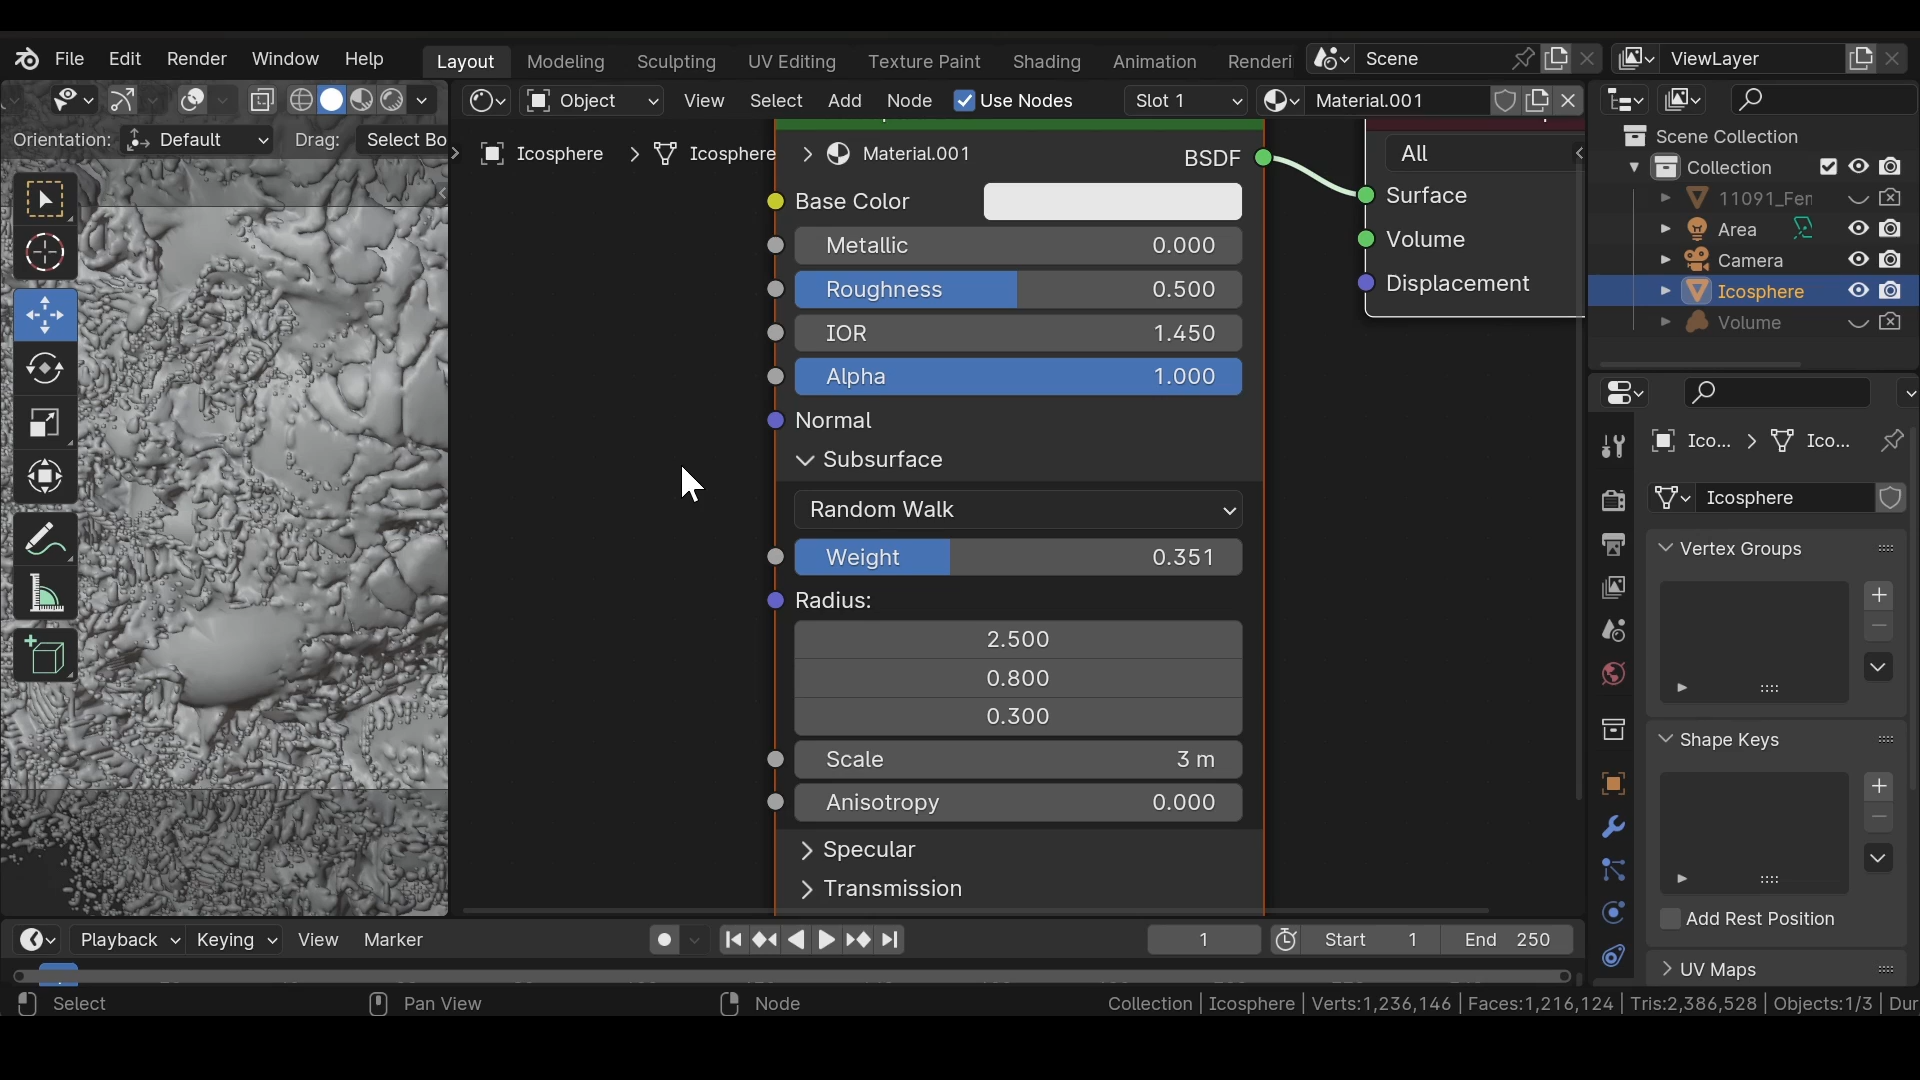 File Edit Render Window Help Layout Modeling Sculpting UV Editing Texture Paint Shading Animation Renderi Scene ViewLayer
Object View Select Add Node Use Nodes Slot 1 Material.001
Orientation: Default Drag: Select Bo
Icosphere Icosphere Material.001 BSDF
All
Base Color
Metallic 0.000
Roughness 0.500
IOR 1.450
Alpha 1.000
Normal
Subsurface
Random Walk
Weight 0.351
Radius:
2.500
0.800
0.300
Scale 3 m
Anisotropy 0.000
Specular
Transmission
Surface
Volume
Displacement
Scene Collection
Collection
11091_Fer
Area
Camera
Icosphere
Volume
Ico... Ico...
Icosphere
Vertex Groups
Shape Keys
Add Rest Position
UV Maps
Playback Keying View Marker 1 Start 1 End 250
Select Pan View Node Collection | Icosphere | Verts:1,236,146 | Faces:1,216,124 | Tris:2,386,528 | Objects:1/3 | Dur